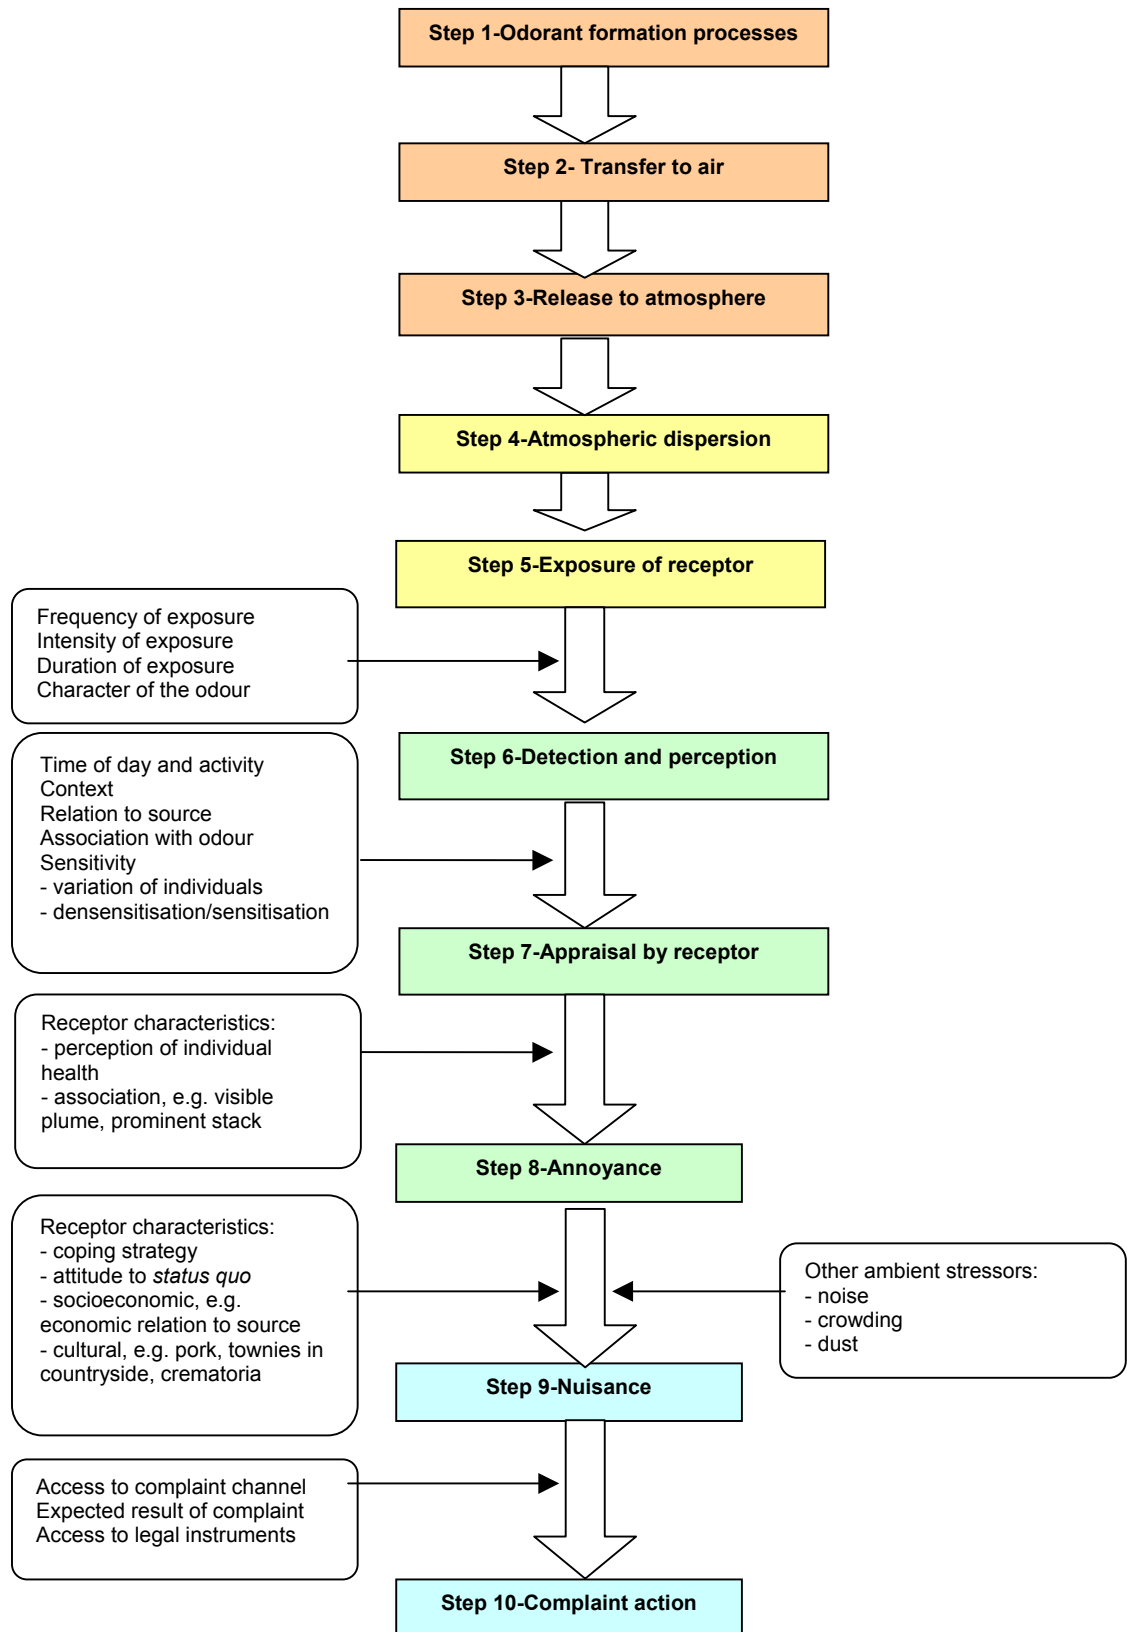 Step 1-Odorant formation processes
Step 2- Transfer to air
Step 3-Release to atmosphere
Step 4-Atmospheric dispersion
Step 5-Exposure of receptor
Frequency of exposure
Intensity of exposure
Duration of exposure
Character of the odour
Step 6-Detection and perception
Time of day and activity
Context
Relation to source
Association with odour
Sensitivity
- variation of individuals
- densensitisation/sensitisation
Step 7-Appraisal by receptor
Receptor characteristics:
- perception of individual
health
- association, e.g. visible
plume, prominent stack
Step 8-Annoyance
Receptor characteristics:
- coping strategy
- attitude to status quo
- socioeconomic, e.g.
economic relation to source
- cultural, e.g. pork, townies in
countryside, crematoria
Other ambient stressors:
- noise
- crowding
- dust
Step 9-Nuisance
Access to complaint channel
Expected result of complaint
Access to legal instruments
Step 10-Complaint action